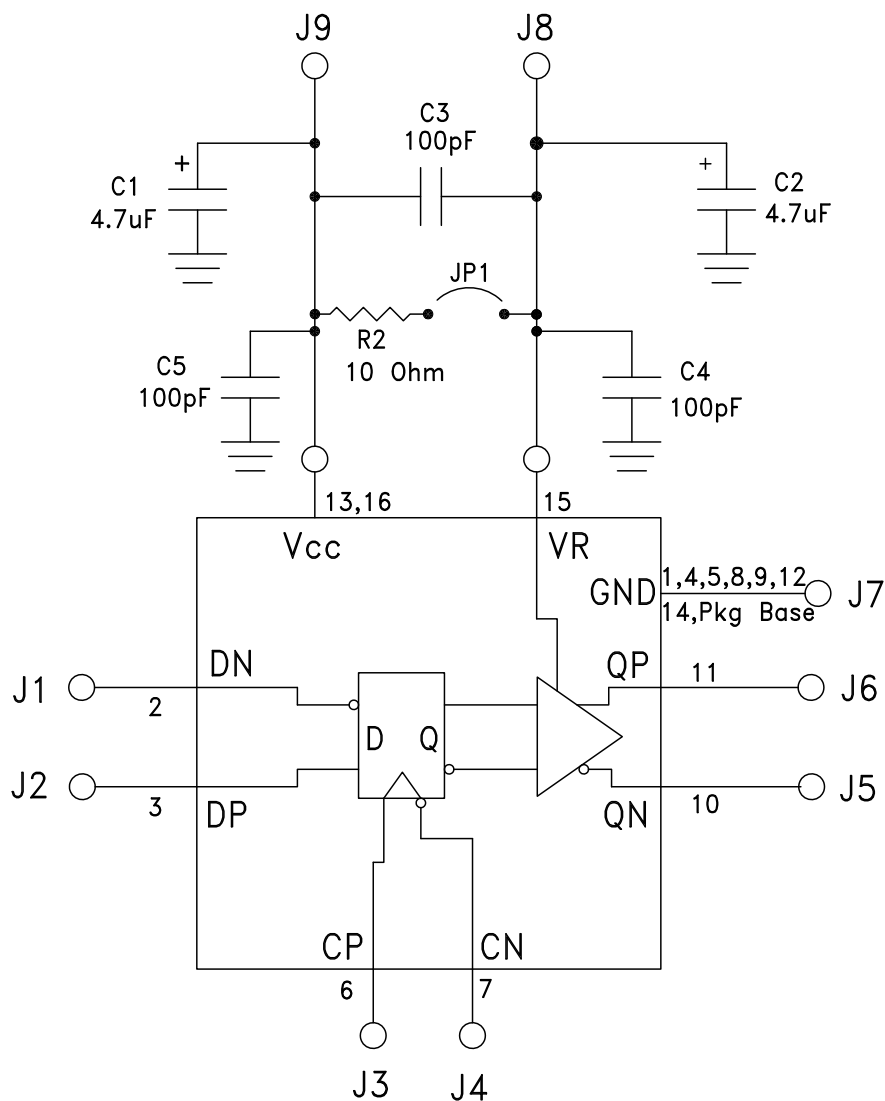 J9
J8
C3
100pF
+
+
C1
4.7uF
C2
4.7uF
JP1
R2
10 Ohm
C5
100pF
C4
100pF
13,16
15
Vcc
VR
GND
1,4,5,8,9,12
14,Pkg Base
J7
DN
QP
11
J1
2
J6
D
Q
J2
3
DP
QN
10
J5
CP
CN
6
7
J3
J4